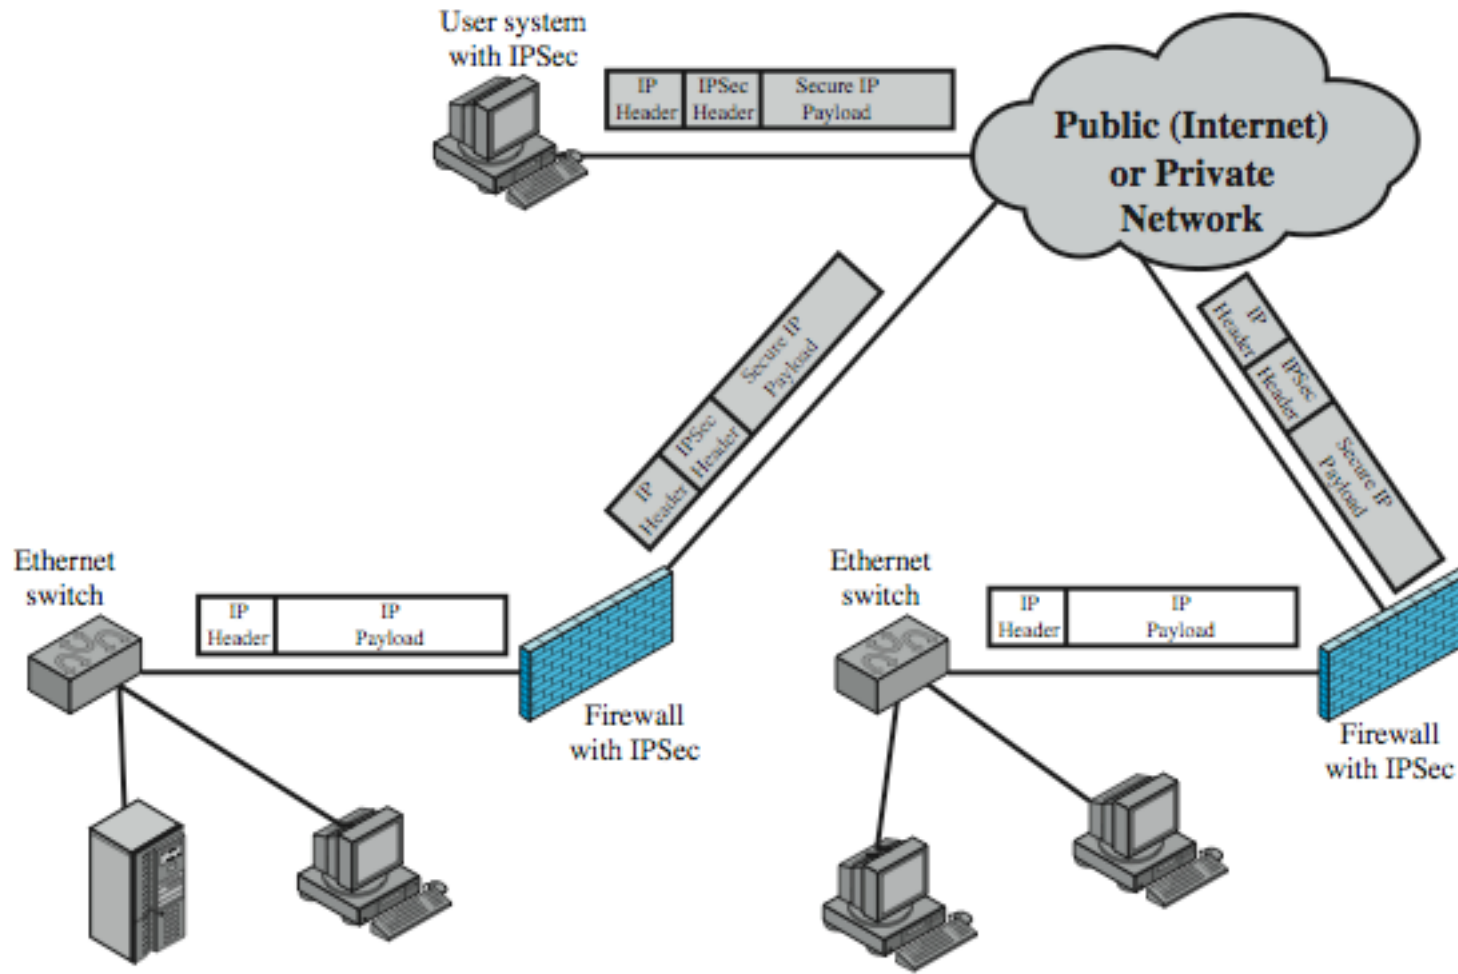 User system
with IPSec
IP
Header
IPSec
Header
Secure IP
Payload
Public (Internet)
or Private
Network
IP
Header
IPSec
Header
Secure IP
Payload
IP
Header
IPSec
Header
Secure IP
Payload
Ethernet
switch
IP
Header
IP
Payload
Firewall
with IPSec
Ethernet
switch
IP
Header
IP
Payload
Firewall
with IPSec